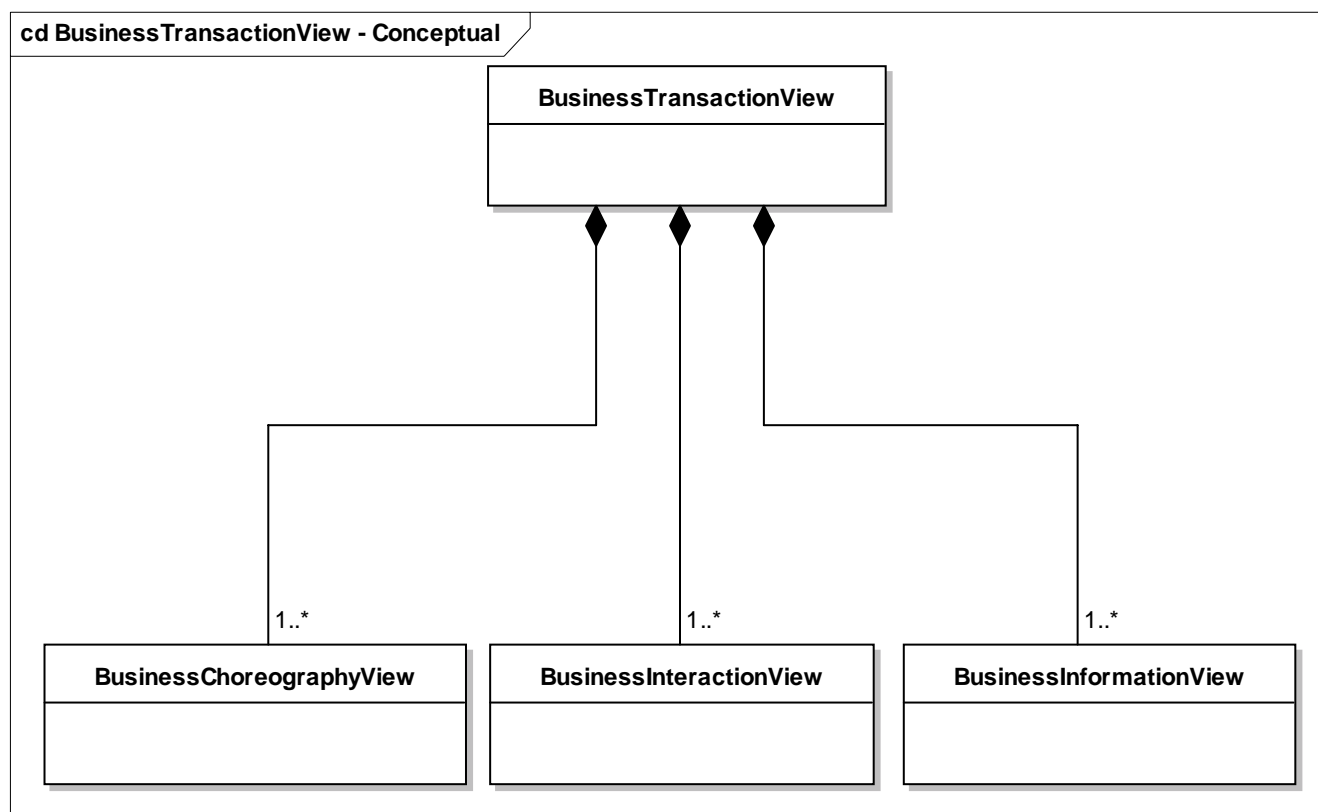 cd BusinessTransactionView - Conceptual
BusinessTransactionView
1..*
1..*
1..*
BusinessChoreographyView
BusinessInteractionView
BusinessInformationView